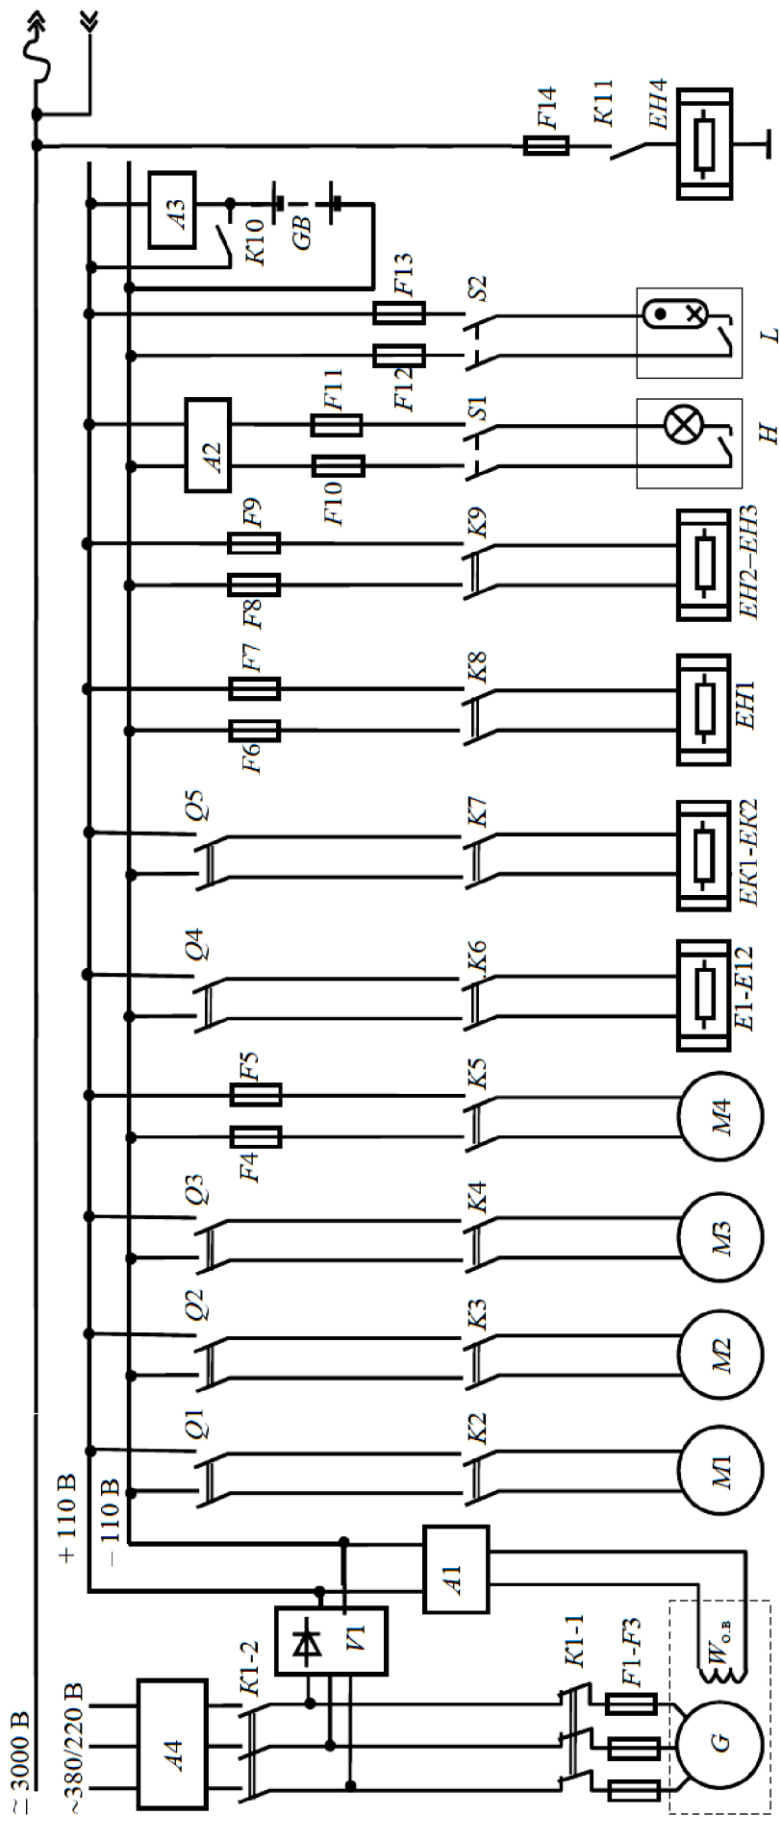 ≃ 3000 В
~380/220 В
+ 110 В
– 110 В
A4
K1-2
V1
A1
K1-1
F1-F3
G
Wо.в
Q1
K2
M1
Q2
K3
M2
Q3
K4
M3
F4
F5
K5
M4
Q4
K6
E1-E12
Q5
K7
EK1-EK2
F6
F7
K8
EH1
F8
F9
K9
EH2–EH3
A2
F10
F11
S1
H
F12
F13
S2
L
A3
K10
GB
F14
K11
EH4